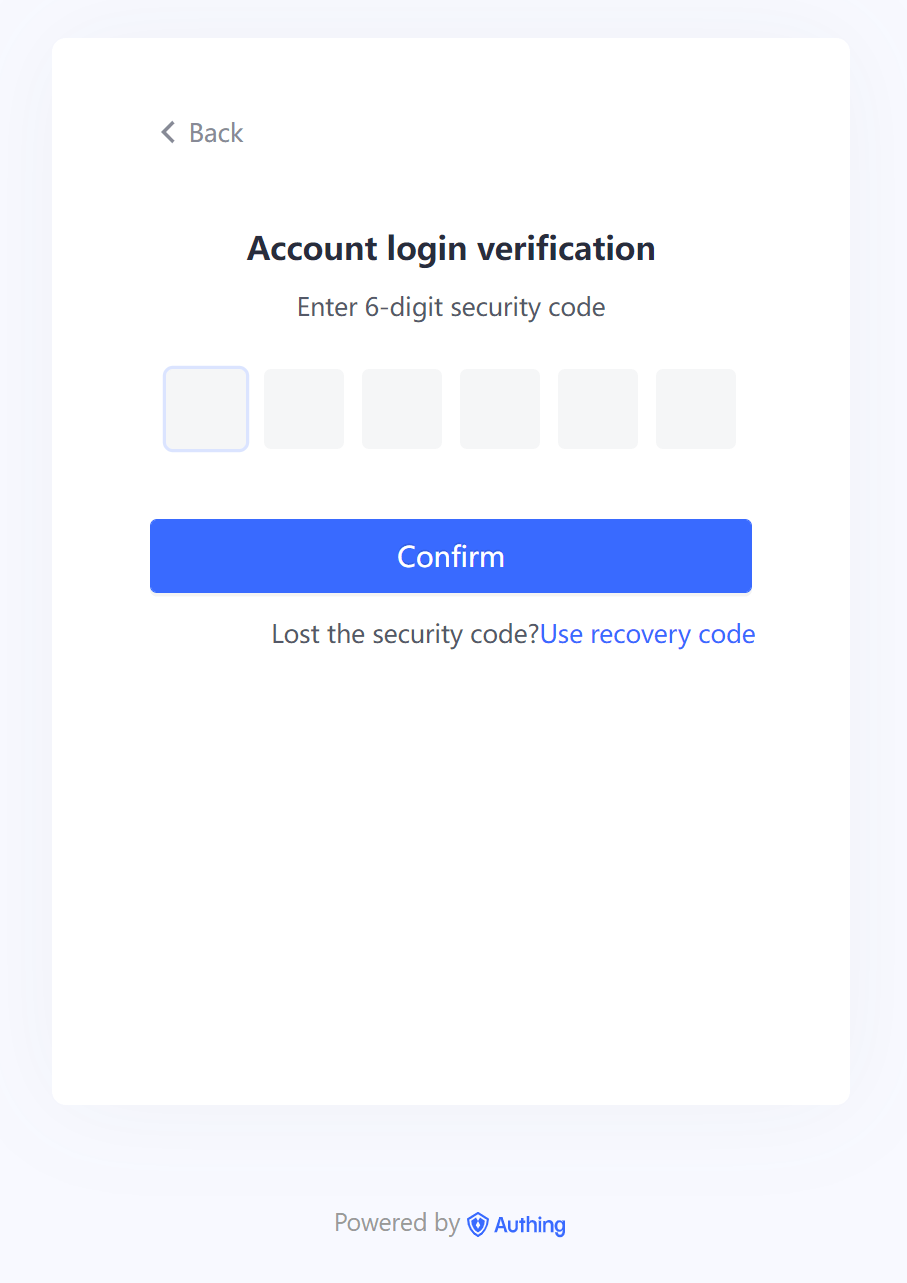 Back
Account login verification
Enter 6-digit security code
Confirm
Lost the security code?Use recovery code
Powered by Authing